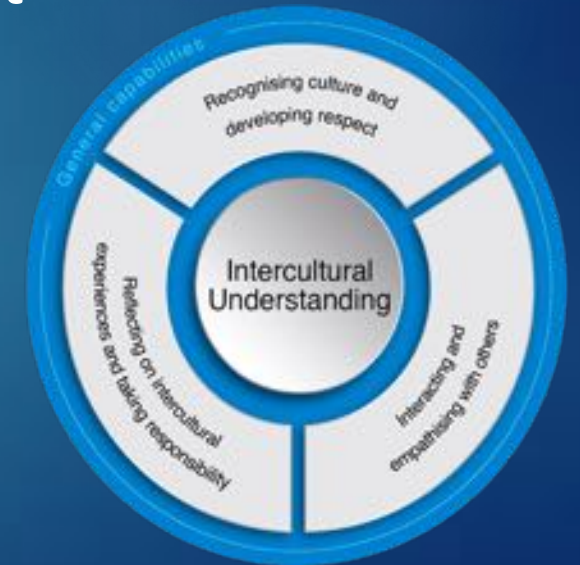 General capabilities
Recognising culture and
developing respect
Intercultural
Understanding
Interacting and
empathising with others
Reflecting on intercultural
experiences and taking responsibility